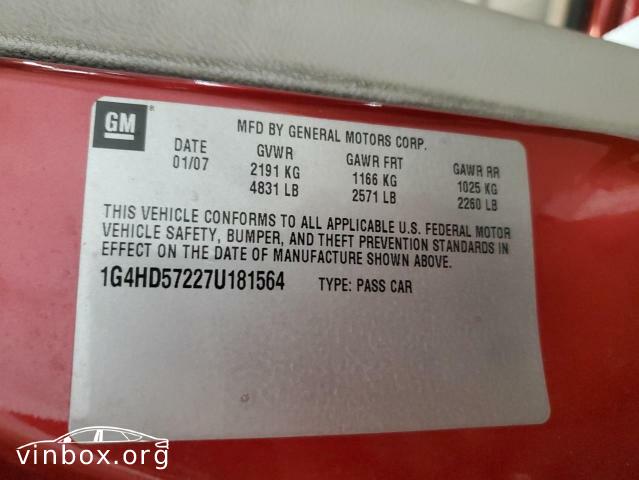 GM®
MFD BY GENERAL MOTORS CORP.
DATE GVWR GAWR FRT GAWR RR
01/07 2191 KG 1166 KG 1025 KG
4831 LB 2571 LB 2260 LB
THIS VEHICLE CONFORMS TO ALL APPLICABLE U.S. FEDERAL MOTOR
VEHICLE SAFETY, BUMPER, AND THEFT PREVENTION STANDARDS IN
EFFECT ON THE DATE OF MANUFACTURE SHOWN ABOVE.
1G4HD57227U181564 TYPE: PASS CAR
vinbox.org